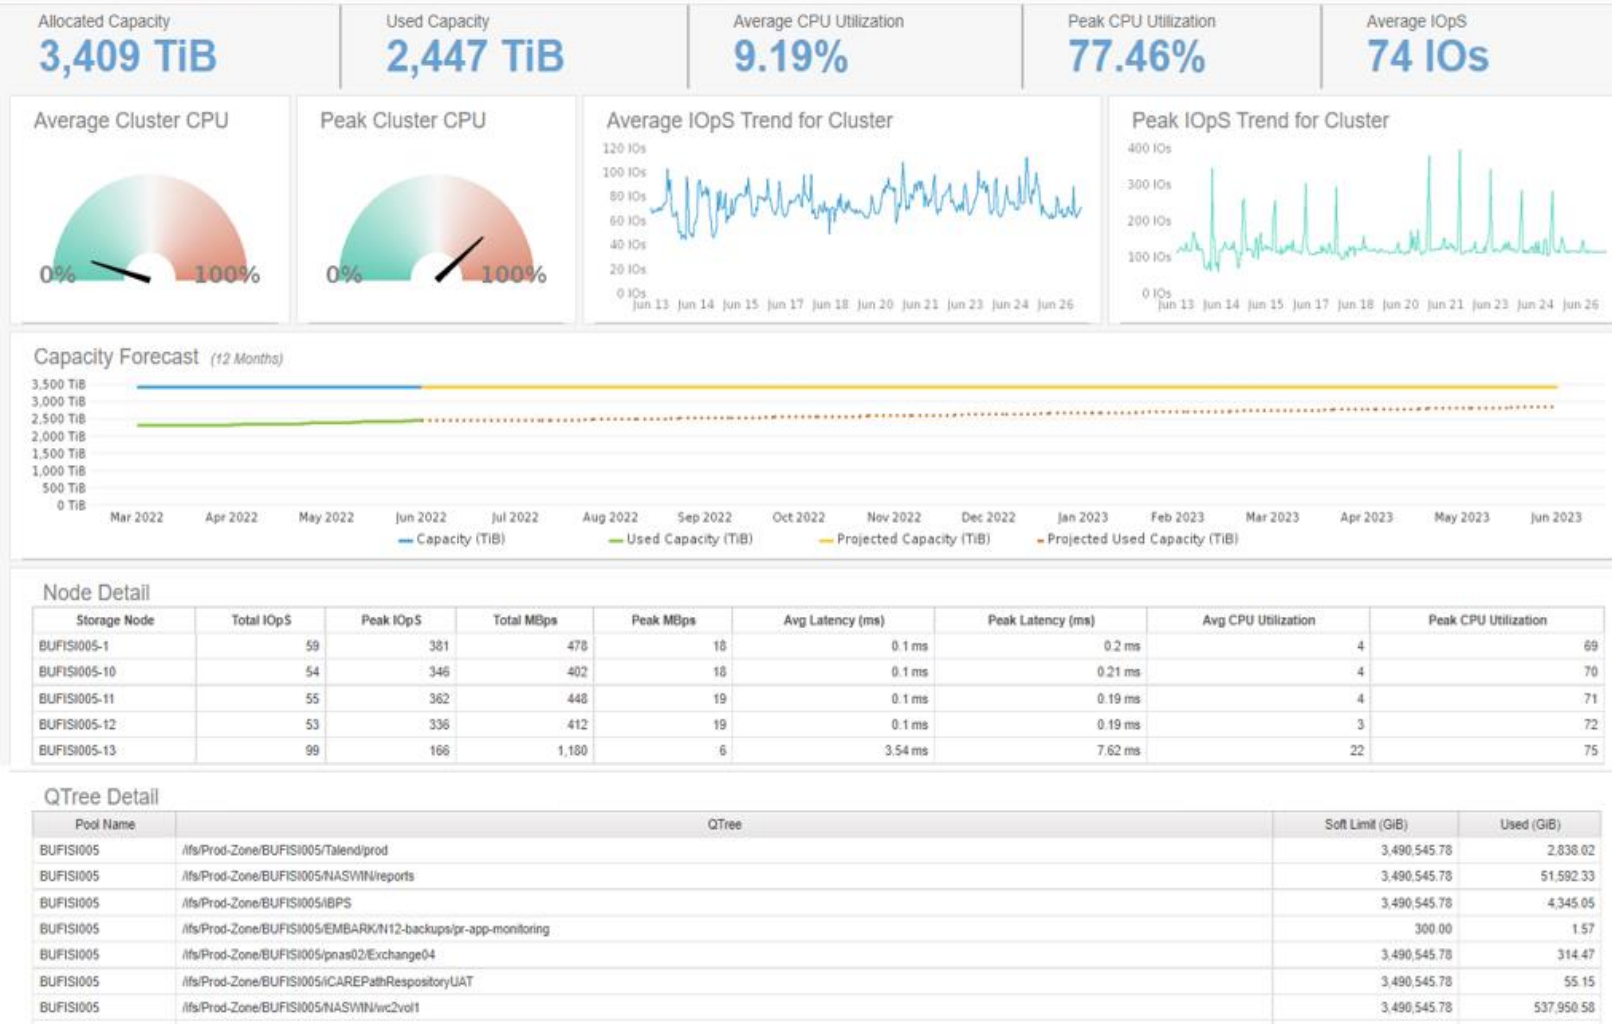 Allocated Capacity
3,409 TiB
Used Capacity
2,447 TiB
Average CPU Utilization
9.19%
Peak CPU Utilization
77.46%
Average IOpS
74 IOs
Average Cluster CPU
0%
100%
Peak Cluster CPU
0%
100%
Average IOpS Trend for Cluster
120 IOs
100 IOs
80 IOs
60 IOs
40 IOs
20 IOs
0 IOs
Jun 13 Jun 14 Jun 15 Jun 17 Jun 18 Jun 20 Jun 21 Jun 23 Jun 24 Jun 26
Peak IOpS Trend for Cluster
400 IOs
300 IOs
200 IOs
100 IOs
0 IOs
Jun 13 Jun 14 Jun 15 Jun 17 Jun 18 Jun 20 Jun 21 Jun 23 Jun 24 Jun 26
Capacity Forecast (12 Months)
3,500 TiB
3,000 TiB
2,500 TiB
2,000 TiB
1,500 TiB
1,000 TiB
500 TiB
0 TiB
Mar 2022 Apr 2022 May 2022 Jun 2022 Jul 2022 Aug 2022 Sep 2022 Oct 2022 Nov 2022 Dec 2022 Jan 2023 Feb 2023 Mar 2023 Apr 2023 May 2023 Jun 2023
Capacity (TiB) Used Capacity (TiB) Projected Capacity (TiB) Projected Used Capacity (TiB)
Node Detail
Storage Node Total IOpS Peak IOpS Total MBps Peak MBps Avg Latency (ms) Peak Latency (ms) Avg CPU Utilization Peak CPU Utilization
BUFISI005-1 59 381 478 18 0.1 ms 0.2 ms 4 69
BUFISI005-10 54 346 402 18 0.1 ms 0.21 ms 4 70
BUFISI005-11 55 362 448 19 0.1 ms 0.19 ms 4 71
BUFISI005-12 53 336 412 19 0.1 ms 0.19 ms 3 72
BUFISI005-13 99 166 1,180 6 3.54 ms 7.62 ms 22 75
QTree Detail
Pool Name QTree Soft Limit (GiB) Used (GiB)
BUFISI005 /ifs/Prod-Zone/BUFISI005/Talend/prod 3,490,545.78 2,838.02
BUFISI005 /ifs/Prod-Zone/BUFISI005/NASWIN/reports 3,490,545.78 51,592.33
BUFISI005 /ifs/Prod-Zone/BUFISI005/iBPS 3,490,545.78 4,345.05
BUFISI005 /ifs/Prod-Zone/BUFISI005/EMBARK/N12-backups/pr-app-monitoring 300.00 1.57
BUFISI005 /ifs/Prod-Zone/BUFISI005/pnas02/Exchange04 3,490,545.78 314.47
BUFISI005 /ifs/Prod-Zone/BUFISI005/iCAREPathRespositoryUAT 3,490,545.78 55.15
BUFISI005 /ifs/Prod-Zone/BUFISI005/NASWIN/wc2vol1 3,490,545.78 537,950.58